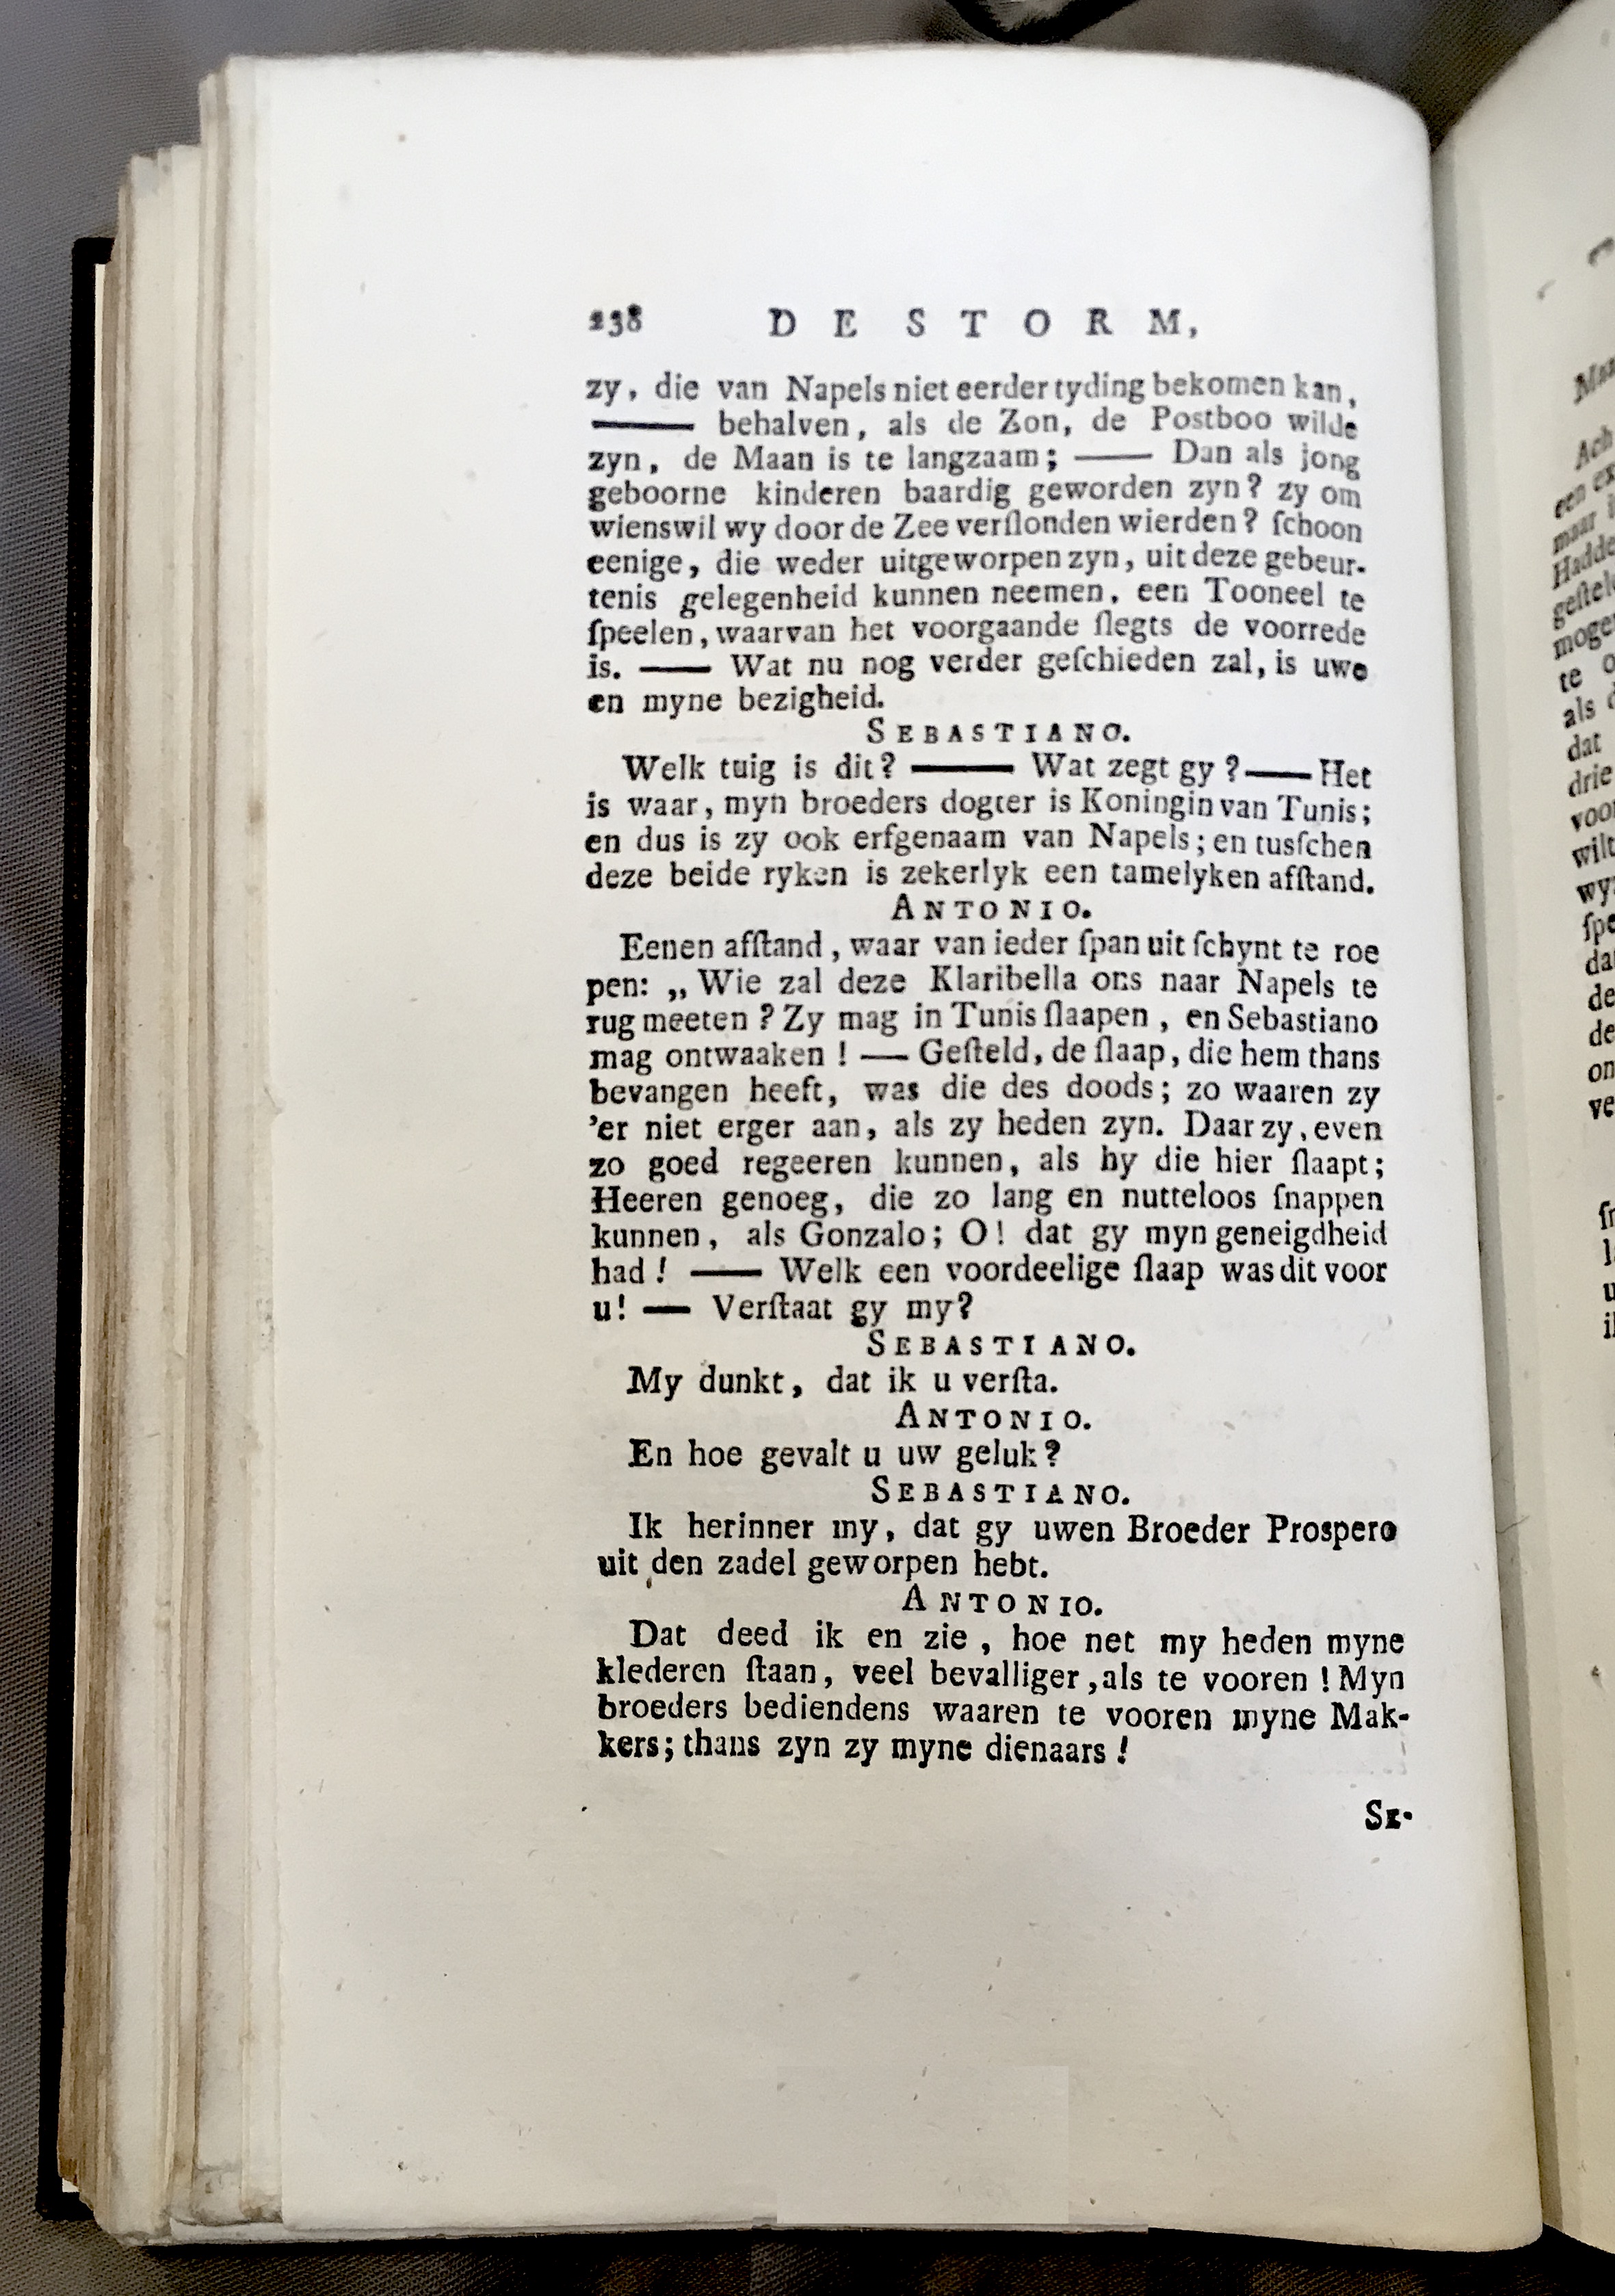 238 DE STORM,
zy, die van Napels niet eerder tyding bekomen kan,
—— behalven, als de Zon, de Postboo wilde
zyn, de Maan is te langzaam; —— Dan als jong
geboorne kinderen baardig geworden zyn? zy om
wienswil wy door de Zee verſlonden wierden? ſchoon
eenige, die weder uitgeworpen zyn, uit deze gebeur-
tenis gelegenheid kunnen neemen, een Tooneel te
ſpeelen, waarvan het voorgaande ſlegts de voorrede
is. —— Wat nu nog verder geſchieden zal, is uwe
en myne bezigheid.
SEBASTIANO.
Welk tuig is dit? —— Wat zegt gy? —— Het
is waar, myn broeders dogter is Koningin van Tunis;
en dus is zy ook erfgenaam van Napels; en tusſchen
deze beide ryken is zekerlyk een tamelyken afſtand.
ANTONIO.
Eenen afſtand, waar van ieder ſpan uit ſchynt te roe
pen: „ Wie zal deze Klaribella ons naar Napels te
rug meeten? Zy mag in Tunis ſlaapen, en Sebastiano
mag ontwaaken! — Geſteld, de ſlaap, die hem thans
bevangen heeft, was die des doods; zo waaren zy
'er niet erger aan, als zy heden zyn. Daar zy, even
zo goed regeeren kunnen, als hy die hier ſlaapt;
Heeren genoeg, die zo lang en nutteloos ſnappen
kunnen, als Gonzalo; O! dat gy myn geneigdheid
had! —— Welk een voordeelige ſlaap was dit voor
u! — Verſtaat gy my?
SEBASTIANO.
My dunkt, dat ik u verſta.
ANTONIO.
En hoe gevalt u uw geluk?
SEBASTIANO.
Ik herinner my, dat gy uwen Broeder Prospero
uit den zadel geworpen hebt.
ANTONIO.
Dat deed ik en zie, hoe net my heden myne
klederen ſtaan, veel bevalliger, als te vooren! Myn
broeders bediendens waaren te vooren myne Mak-
kers; thans zyn zy myne dienaars!
SE-
Ach
een
maar
Hadde
te
als
dat
drie